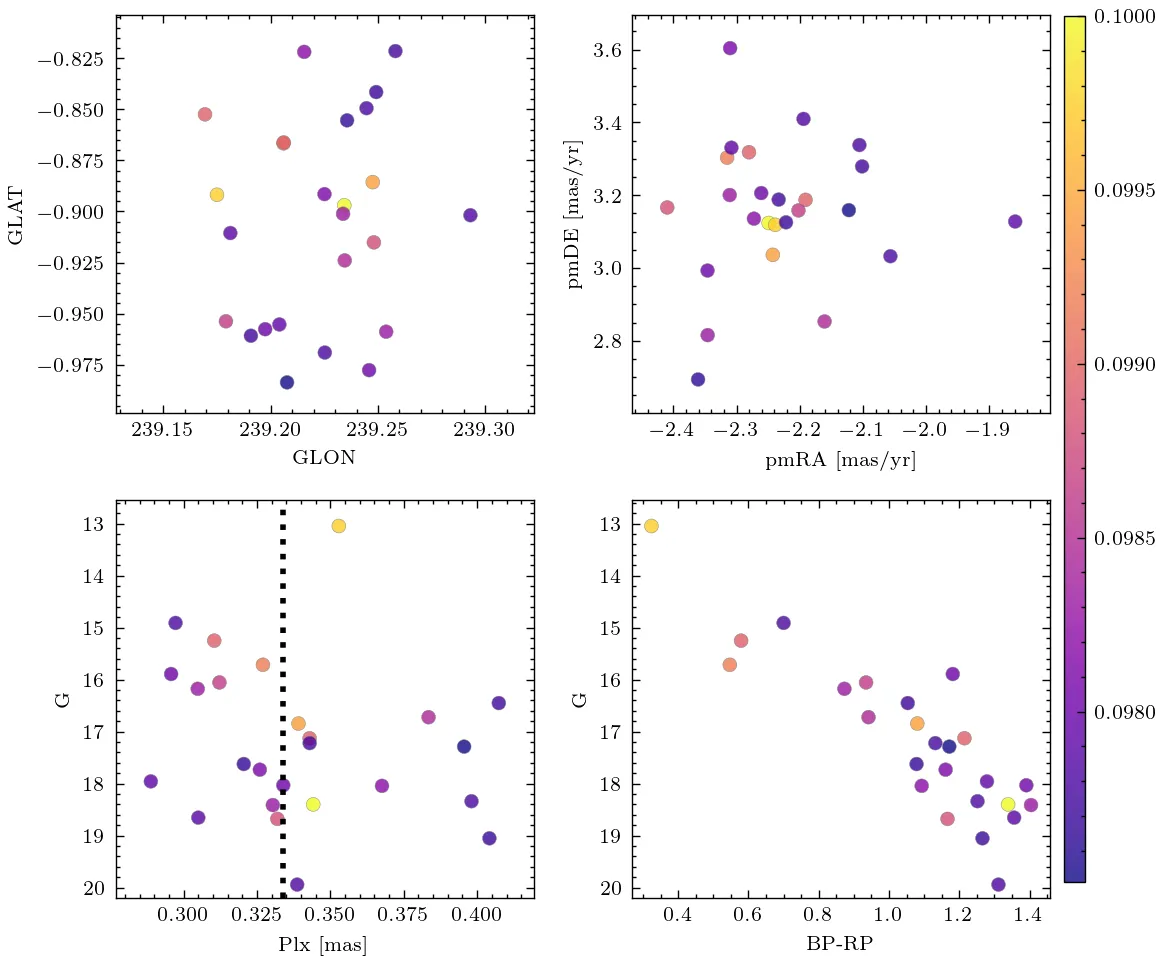 −0.825
−0.850
−0.875
−0.900
−0.925
−0.950
−0.975
GLAT
239.15 239.20 239.25 239.30
GLON
3.6
3.4
3.2
3.0
2.8
pmDE [mas/yr]
−2.4 −2.3 −2.2 −2.1 −2.0 −1.9
pmRA [mas/yr]
0.1000
0.0995
0.0990
0.0985
0.0980
13
14
15
16
17
18
19
20
G
0.300 0.325 0.350 0.375 0.400
Plx [mas]
13
14
15
16
17
18
19
20
G
0.4 0.6 0.8 1.0 1.2 1.4
BP-RP